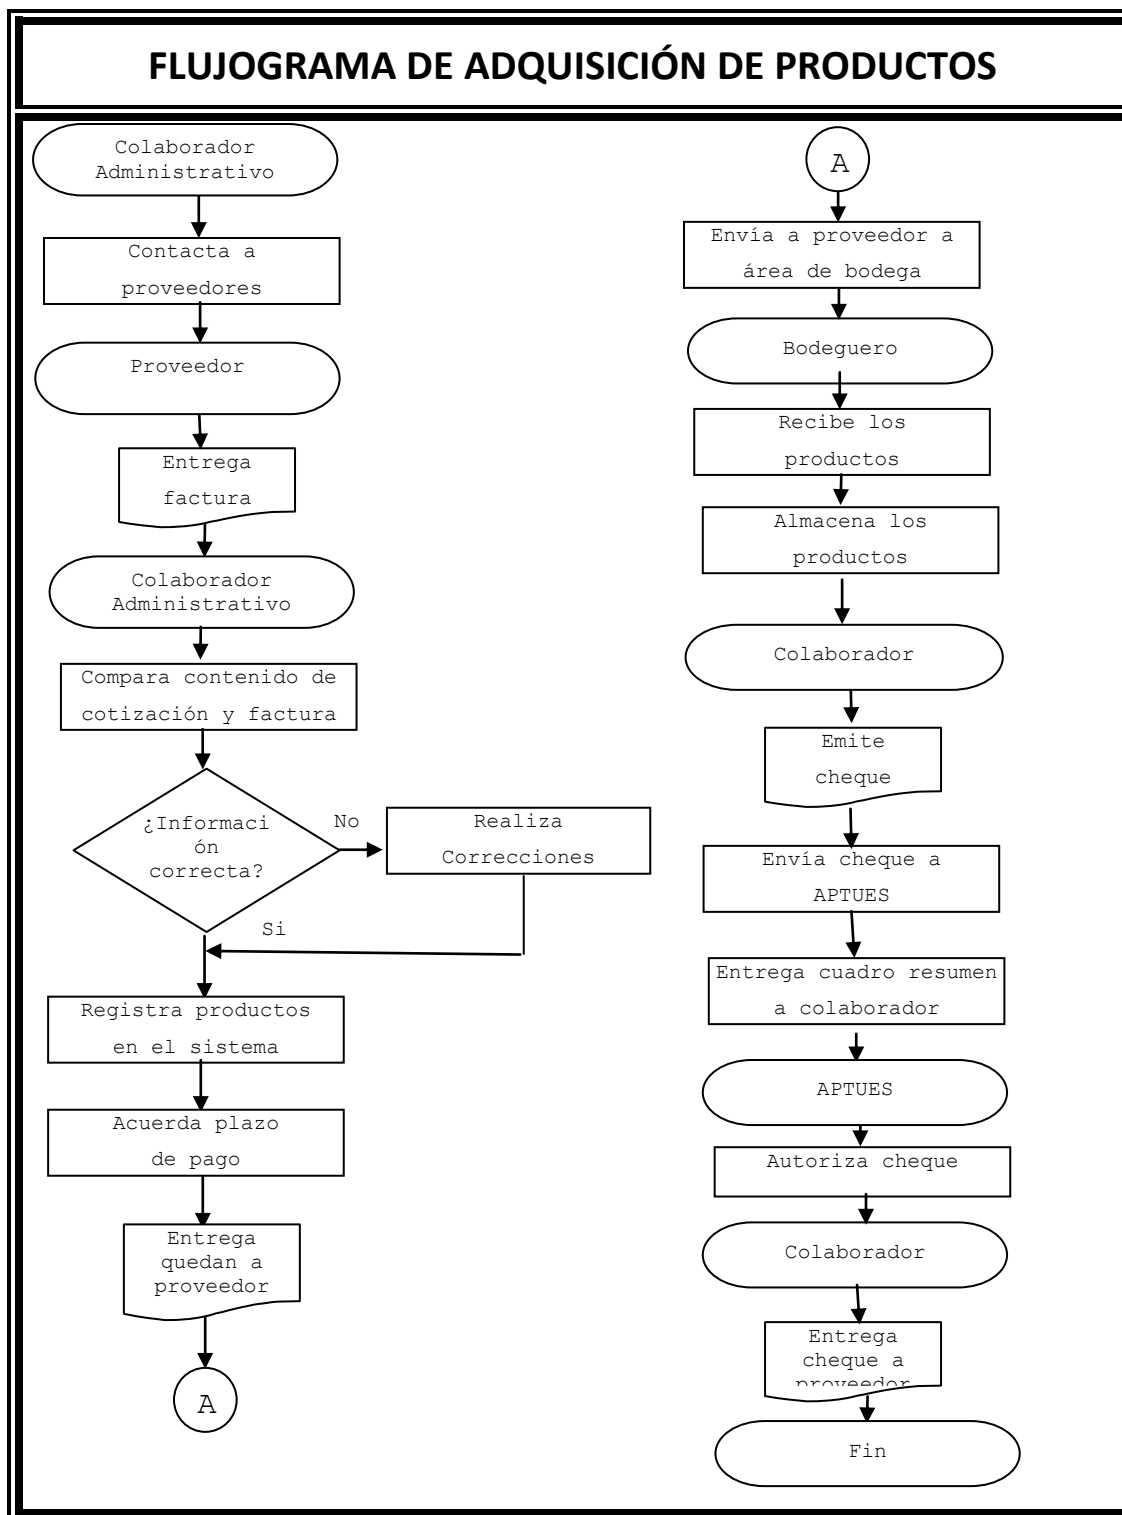 FLUJOGRAMA DE ADQUISICIÓN DE PRODUCTOS
Colaborador
Administrativo
Contacta a
proveedores
Proveedor
Entrega
factura
Colaborador
Administrativo
Compara contenido de
cotización y factura
¿Informaci
ón
correcta?
No
Realiza
Correcciones
Si
Registra productos
en el sistema
Acuerda plazo
de pago
Entrega
quedan a
proveedor
A
A
Envía a proveedor a
área de bodega
Bodeguero
Recibe los
productos
Almacena los
productos
Colaborador
Emite
cheque
Envía cheque a
APTUES
Entrega cuadro resumen
a colaborador
APTUES
Autoriza cheque
Colaborador
Entrega
cheque a
proveedor
Fin